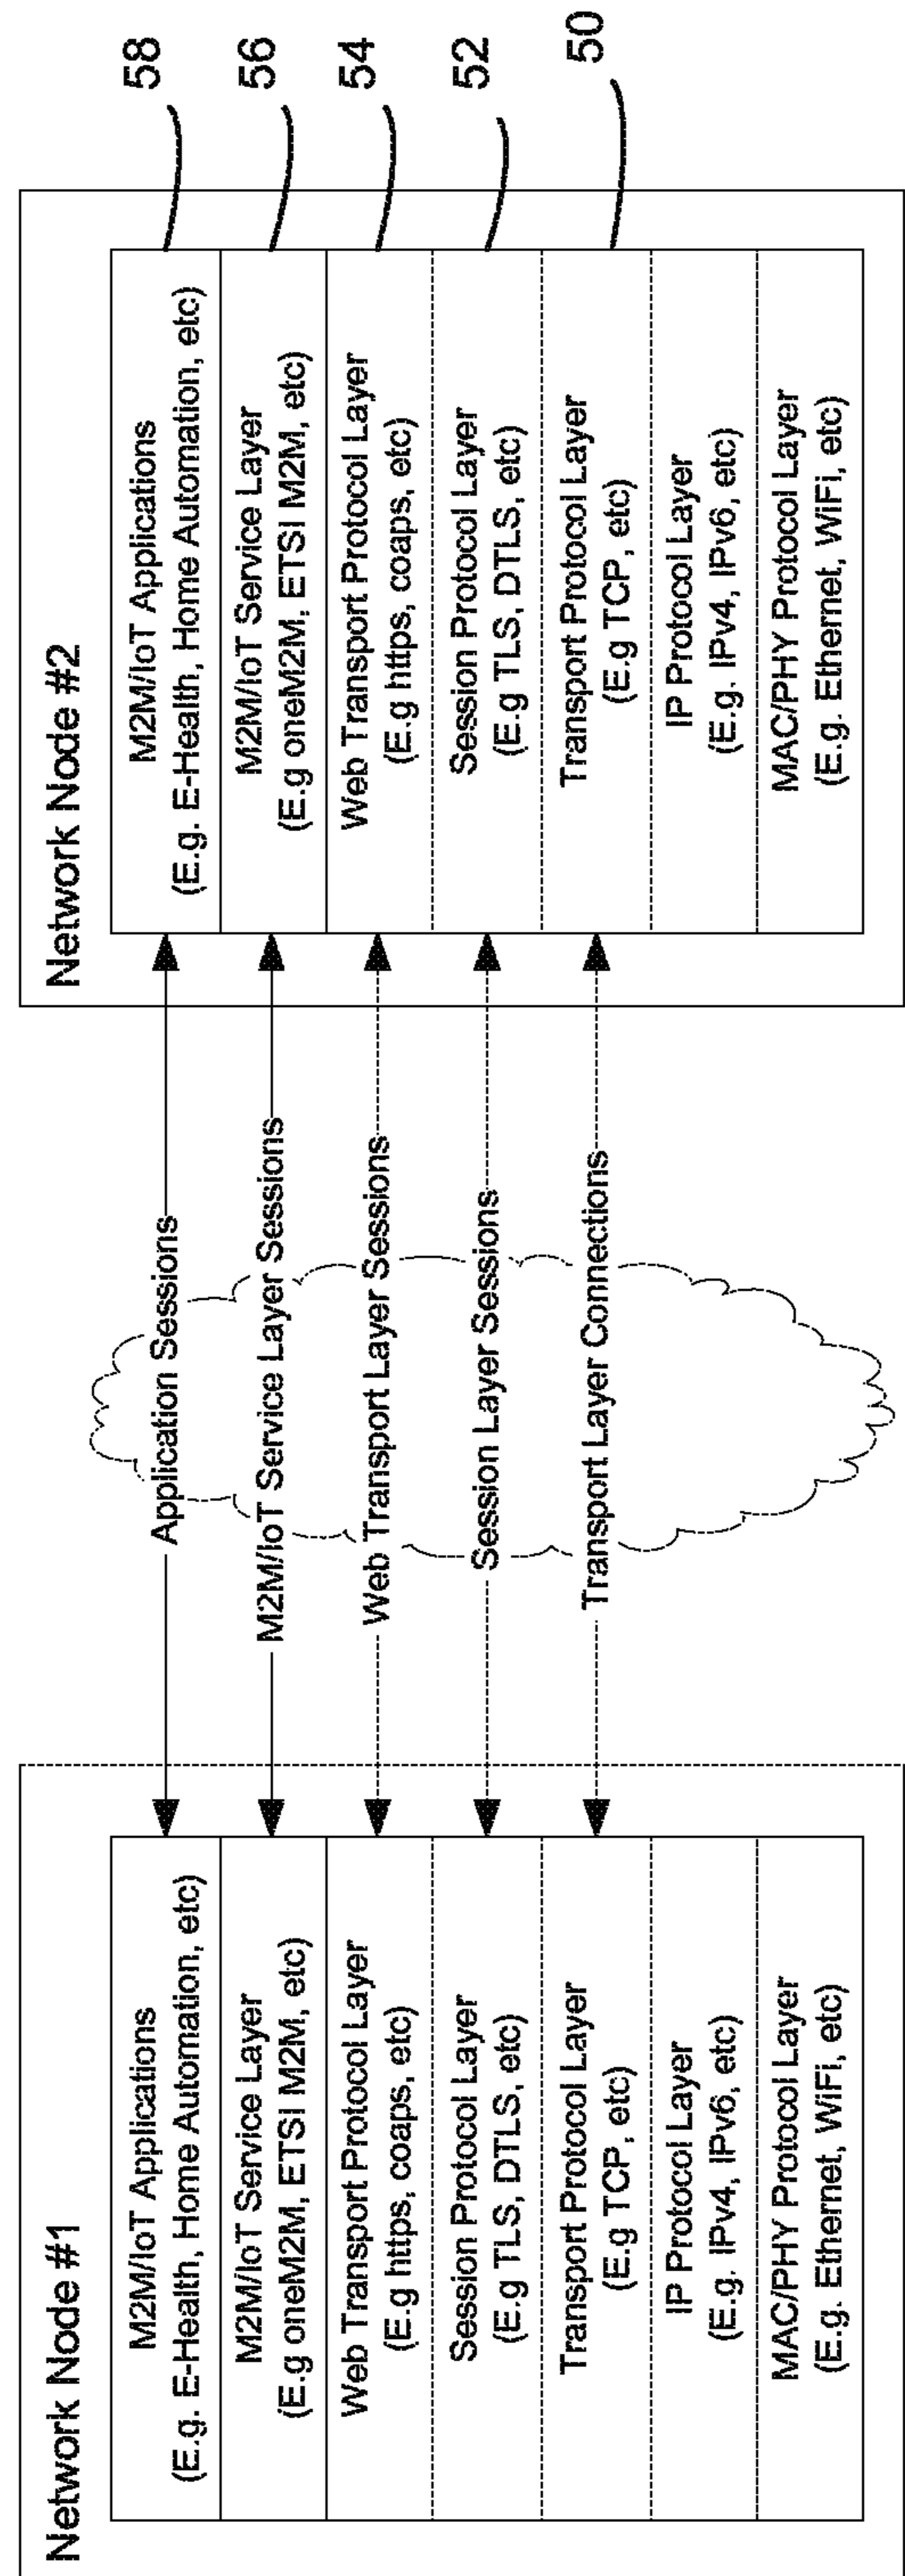 Network Node #1
M2M/IoT Applications
(E.g. E-Health, Home Automation, etc)
M2M/IoT Service Layer
(E.g oneM2M, ETSI M2M, etc)
Web Transport Protocol Layer
(E.g https, coaps, etc)
Session Protocol Layer
(E.g TLS, DTLS, etc)
Transport Protocol Layer
(E.g TCP, etc)
IP Protocol Layer
(E.g. IPv4, IPv6, etc)
MAC/PHY Protocol Layer
(E.g. Ethernet, WiFi, etc)
Application Sessions
M2M/IoT Service Layer Sessions
Web Transport Layer Sessions
Session Layer Sessions
Transport Layer Connections
Network Node #2
M2M/IoT Applications
(E.g. E-Health, Home Automation, etc)
M2M/IoT Service Layer
(E.g oneM2M, ETSI M2M, etc)
Web Transport Protocol Layer
(E.g https, coaps, etc)
Session Protocol Layer
(E.g TLS, DTLS, etc)
Transport Protocol Layer
(E.g TCP, etc)
IP Protocol Layer
(E.g. IPv4, IPv6, etc)
MAC/PHY Protocol Layer
(E.g. Ethernet, WiFi, etc)
58
56
54
52
50